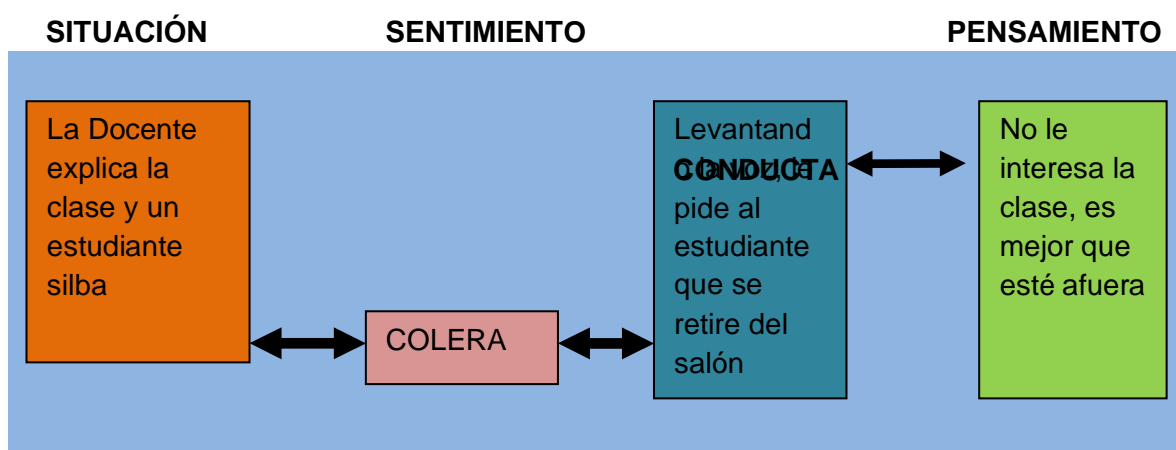 SITUACIÓN
SENTIMIENTO
PENSAMIENTO
La Docente
explica la
clase y un
estudiante
silba
COLERA
Levantand
CONDUCTA
pide al
estudiante
que se
retire del
salón
No le
interesa la
clase, es
mejor que
esté afuera